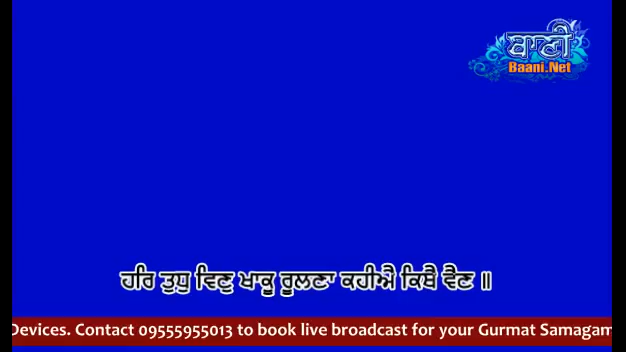 ਬਾਣੀ
Baani.Net
ਹਰਿ ਤੁਧੁ ਵਿਣੁ ਖਾਕੂ ਰੂਲਣਾ ਕਹੀਐ ਕਿਥੈ ਵੈਣ ॥
Devices. Contact 09555955013 to book live broadcast for your Gurmat Samagam